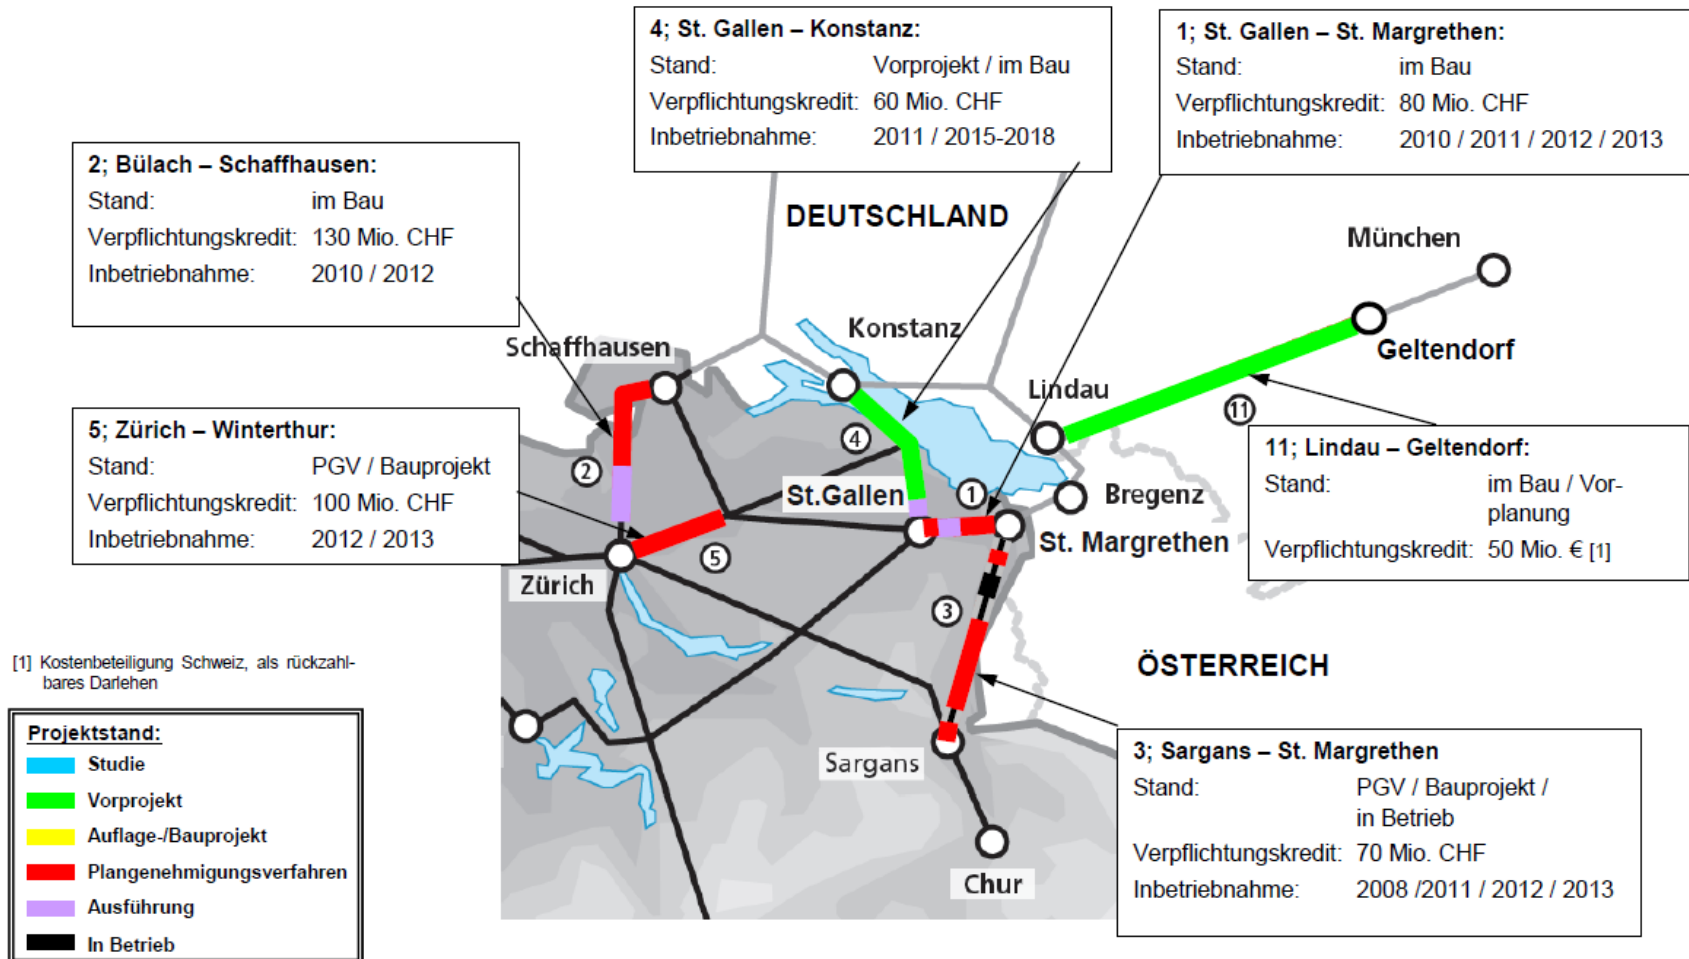 4; St. Gallen – Konstanz:
Stand: Vorprojekt / im Bau
Verpflichtungskredit: 60 Mio. CHF
Inbetriebnahme: 2011 / 2015-2018
1; St. Gallen – St. Margrethen:
Stand: im Bau
Verpflichtungskredit: 80 Mio. CHF
Inbetriebnahme: 2010 / 2011 / 2012 / 2013
2; Bülach – Schaffhausen:
Stand: im Bau
Verpflichtungskredit: 130 Mio. CHF
Inbetriebnahme: 2010 / 2012
DEUTSCHLAND
München
Konstanz
Schaffhausen
Geltendorf
Lindau
11
5; Zürich – Winterthur:
Stand: PGV / Bauprojekt
Verpflichtungskredit: 100 Mio. CHF
Inbetriebnahme: 2012 / 2013
4
2
11; Lindau – Geltendorf:
Stand: im Bau / Vor-
planung
Verpflichtungskredit: 50 Mio. € [1]
St.Gallen
1
Bregenz
St. Margrethen
5
Zürich
3
ÖSTERREICH
[1] Kostenbeteiligung Schweiz, als rückzahl-
bares Darlehen
Sargans
Chur
3; Sargans – St. Margrethen
Stand: PGV / Bauprojekt /
in Betrieb
Verpflichtungskredit: 70 Mio. CHF
Inbetriebnahme: 2008 /2011 / 2012 / 2013
Projektstand:
Studie
Vorprojekt
Auflage-/Bauprojekt
Plangenehmigungsverfahren
Ausführung
In Betrieb